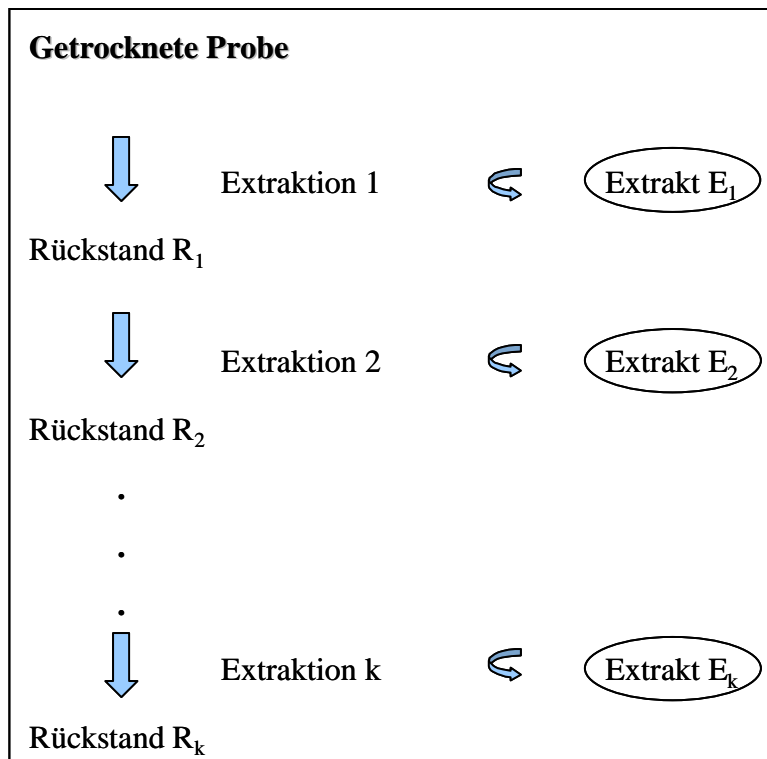 Getrocknete Probe
Extraktion 1 Extrakt E₁
Rückstand R₁
Extraktion 2 Extrakt E₂
Rückstand R₂
.
.
.
Extraktion k Extrakt Eₖ
Rückstand Rₖ